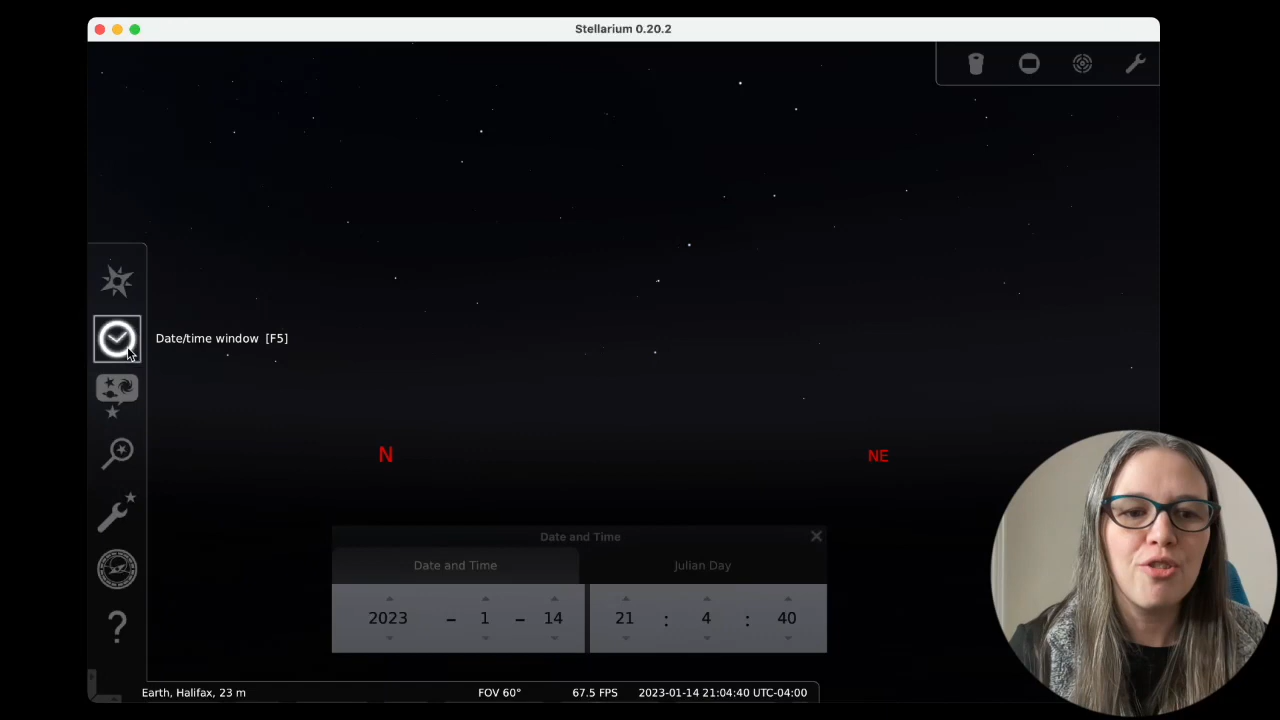 Stellarium 0.20.2
Date/time window [F5]
N
NE
Date and Time
Date and Time
Julian Day
2023 – 1 – 14
21 : 4 : 40
Earth, Halifax, 23 m
FOV 60°
67.5 FPS
2023-01-14 21:04:40 UTC-04:00